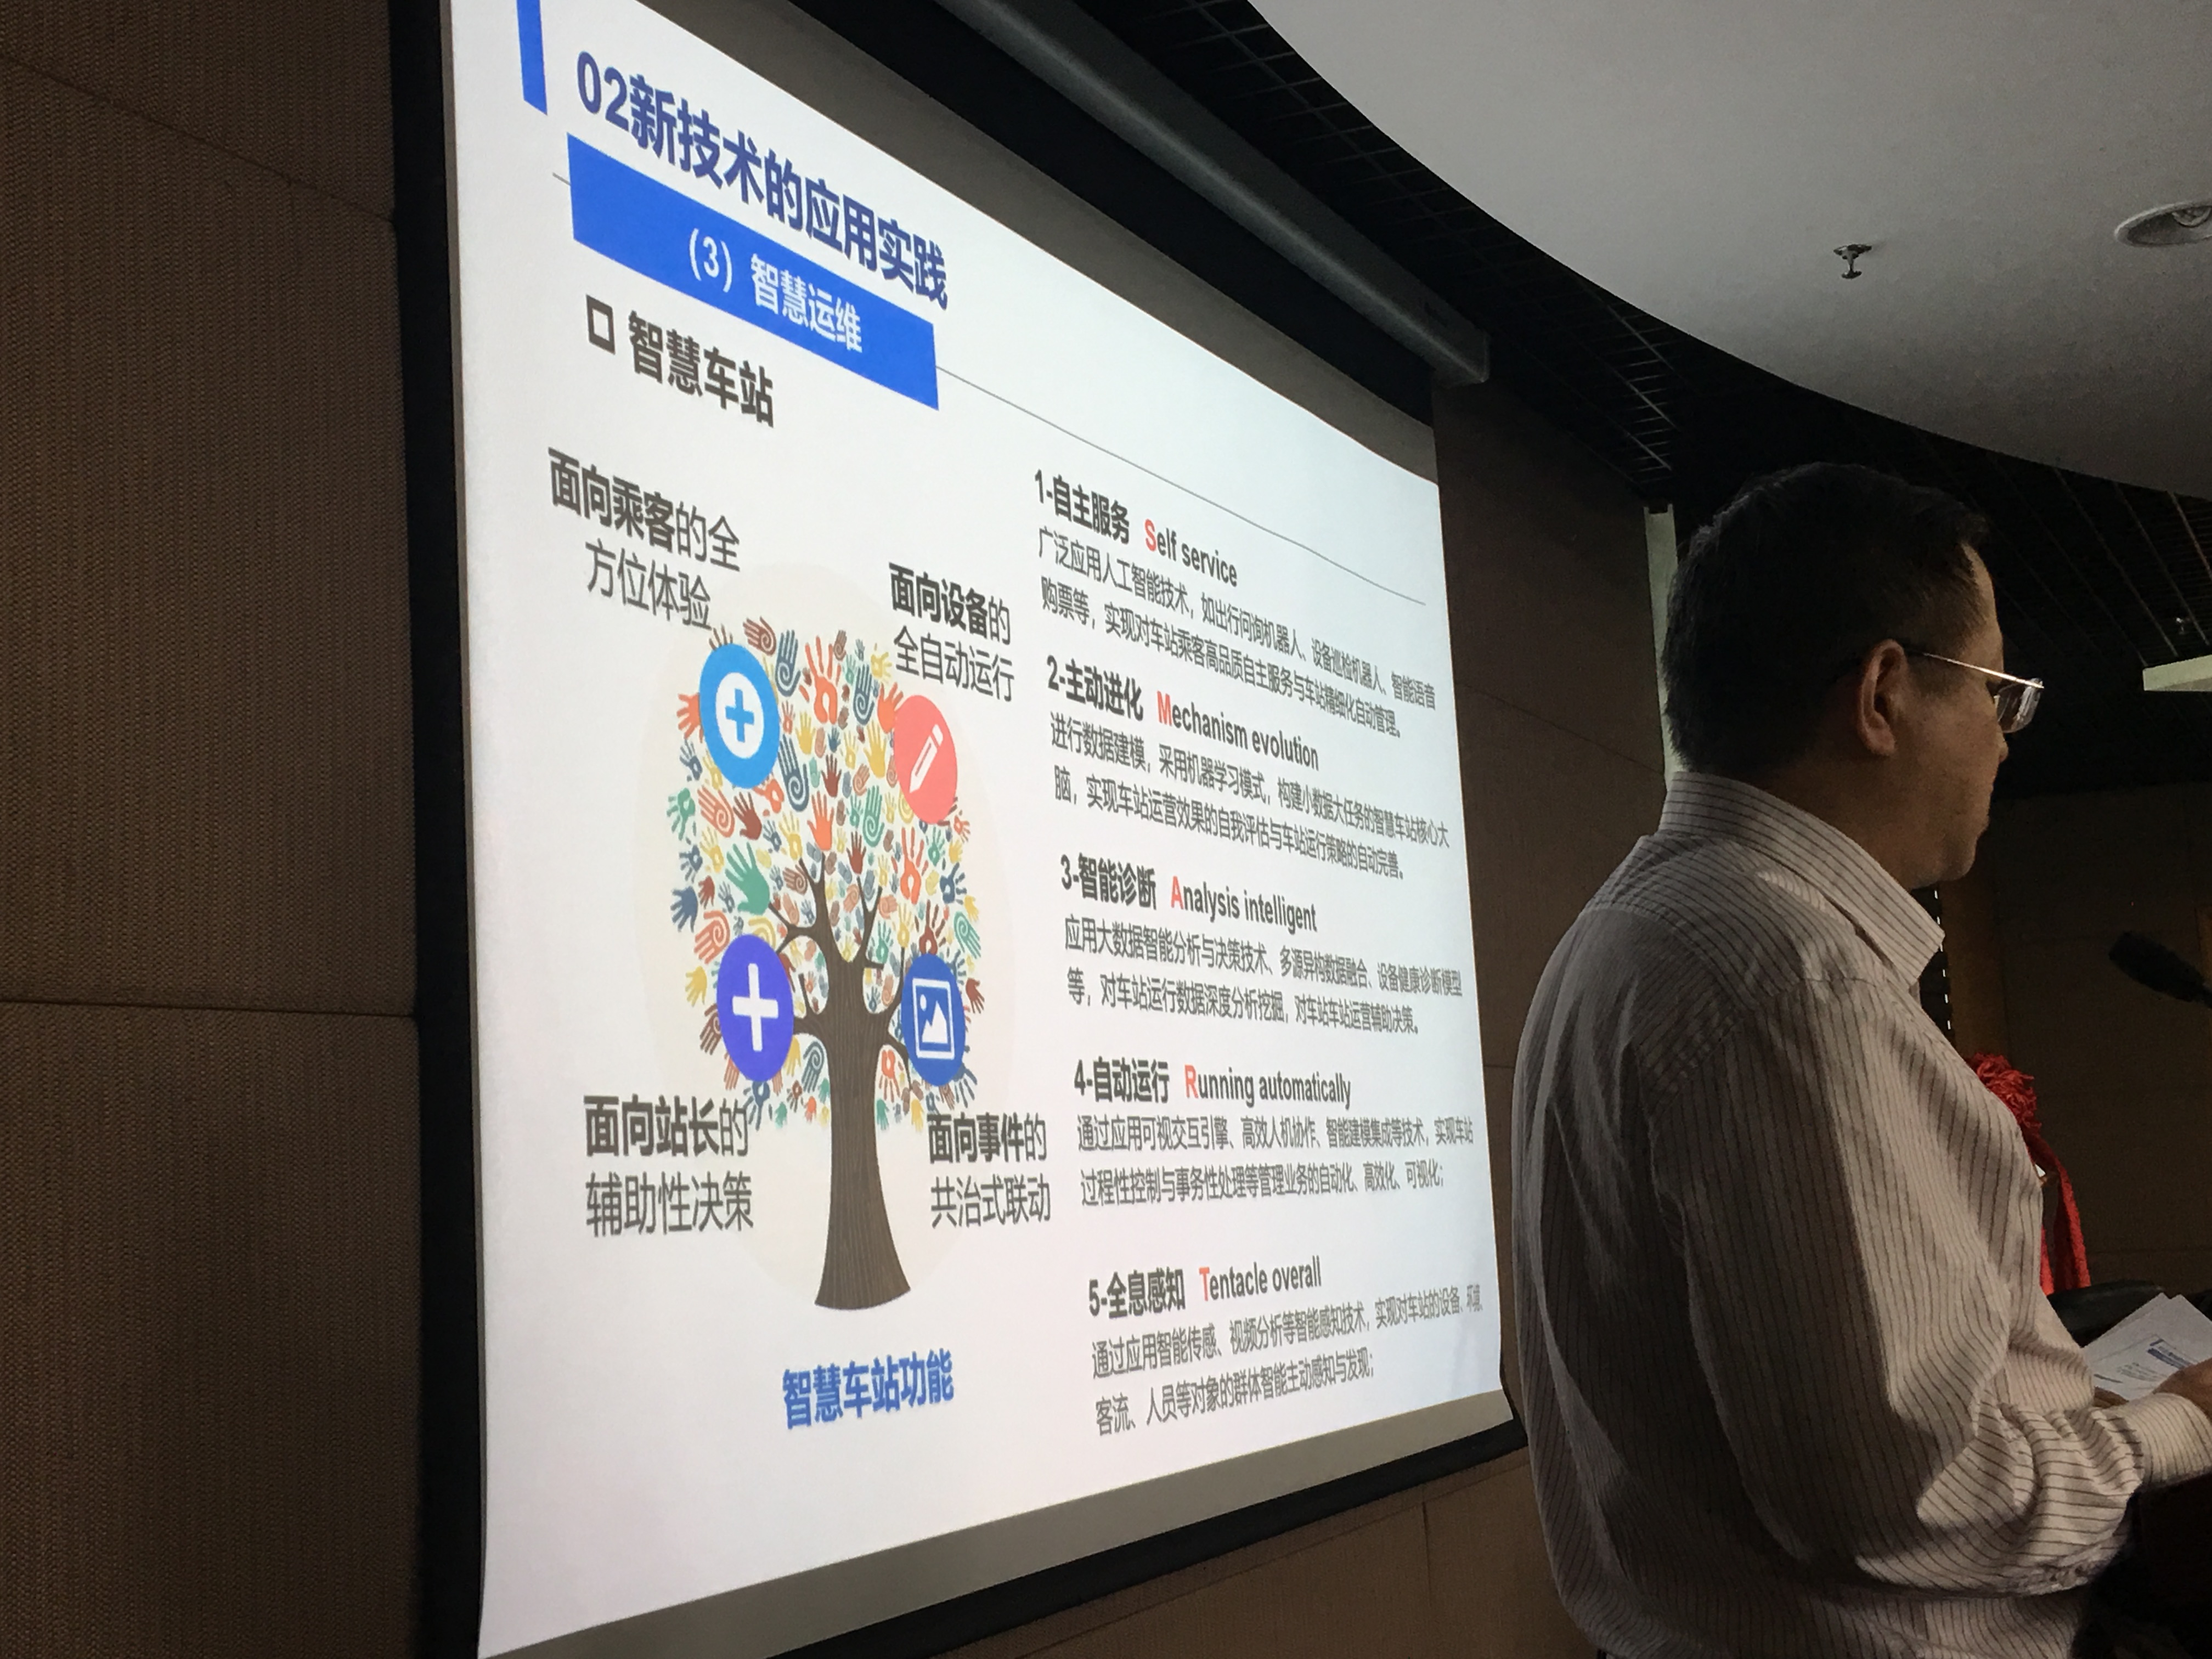 02新技术的应用实践
(3) 智慧运维
智慧车站
面向乘客的全
方位体验
面向设备的
全自动运行
面向站长的
辅助性决策
面向事件的
共治式联动
智慧车站功能
1-自主服务 Self service
广泛应用人工智能技术，如出行问询机器人、设备巡检机器人、智能语音
购票等，实现对车站乘客高品质自主服务与车站精细化自动管理。
2-主动进化 Mechanism evolution
进行数据建模，采用机器学习模式，构建小数据大任务的智慧车站核心大
脑，实现车站运营效果的自我评估与车站运行策略的自动完善。
3-智能诊断 Analysis intelligent
应用大数据智能分析与决策技术、多源异构数据融合、设备健康诊断模型
等，对车站运行数据深度分析挖掘，对车站车站运营辅助决策。
4-自动运行 Running automatically
通过应用可视交互引擎、高效人机协作、智能建模集成等技术，实现车站
过程性控制与事务性处理等管理业务的自动化、高效化、可视化；
5-全息感知 Tentacle overall
通过应用智能传感、视频分析等智能感知技术，实现对车站的设备、环境、
客流、人员等对象的群体智能主动感知与发现；